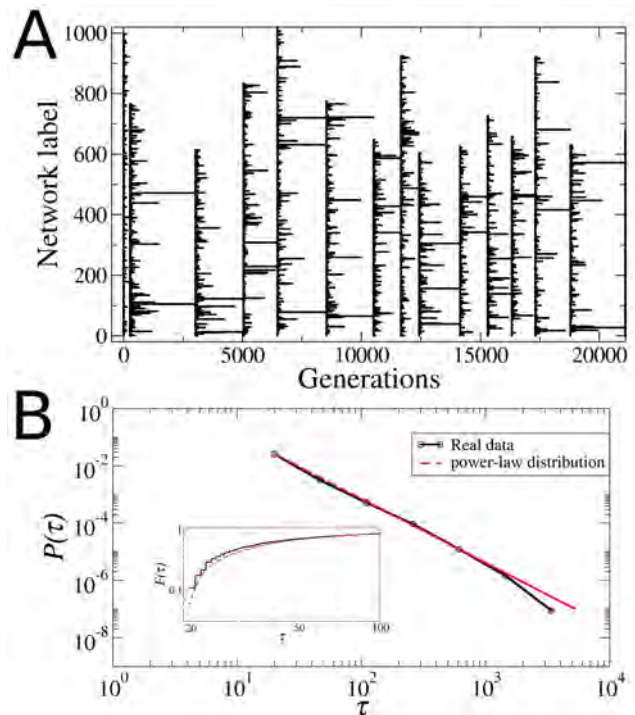 A
1000
800
600
400
200
0
Network label
0 5000 10000 15000 20000
Generations
B
10^0
10^-2
10^-4
10^-6
10^-8
P(τ)
Real data
power-law distribution
1
0.1
F(τ)
20 50 100
τ
10^0 10^1 10^2 10^3 10^4
τ